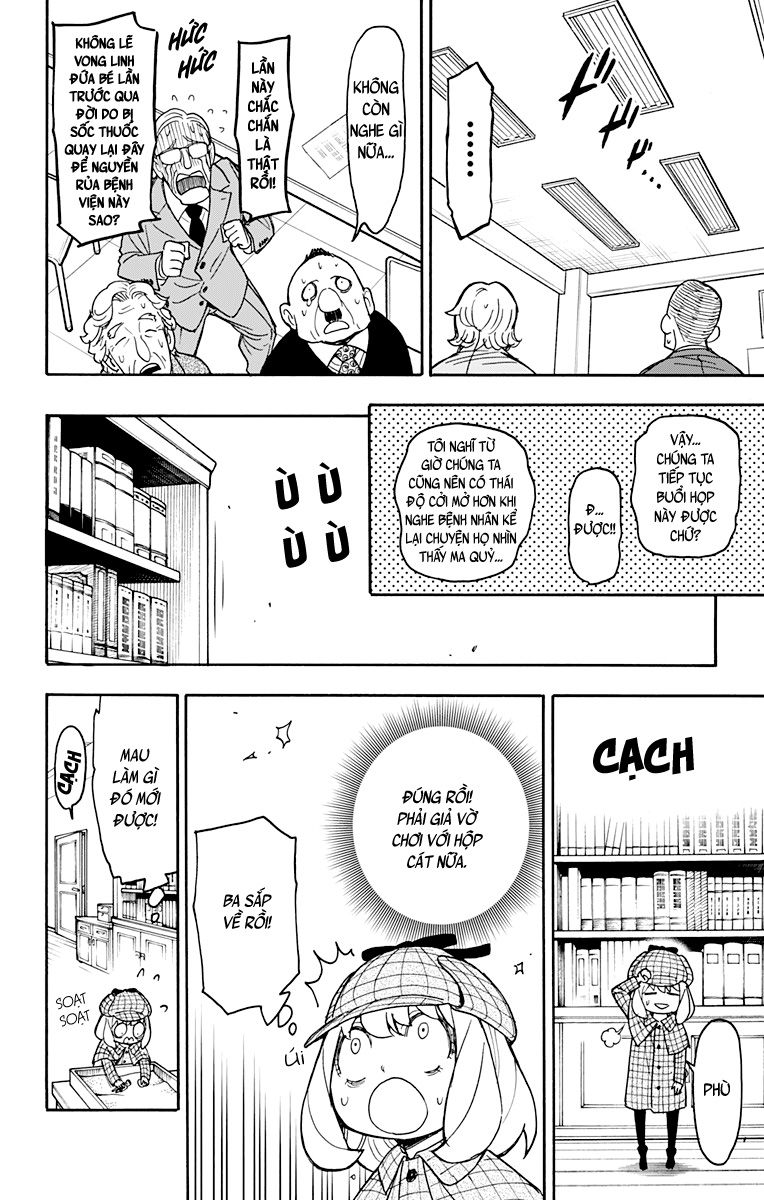 ......
KHÔNG
CÒN
NGHE GÌ
NỮA...
LẦN
NÀY
CHẮC
CHẮN
LÀ
THẬT
RỒI!
HỨC
HỨC
KHÔNG LẼ
VONG LINH
ĐỨA BÉ LẦN
TRƯỚC QUA
ĐỜI DO BỊ
SỐC THUỐC
QUAY LẠI ĐÂY
ĐỂ NGUYỀN
RỦA BỆNH
VIỆN NÀY
SAO?
VẬY...
CHÚNG TA
TIẾP TỤC
BUỔI HỌP
NÀY ĐƯỢC
CHỨ?
Đ...
ĐƯỢC!!
TÔI NGHĨ TỪ
GIỜ CHÚNG TA
CŨNG NÊN CÓ THÁI
ĐỘ CỞI MỞ HƠN KHI
NGHE BỆNH NHÂN KỂ
LẠI CHUYỆN HỌ NHÌN
THẤY MA QUỶ...
Ù Ù
Ù Ù
CẠCH
PHÙ
ĐÚNG RỒI!
PHẢI GIẢ VỜ
CHƠI VỚI HỘP
CÁT NỮA.
BA SẮP
VỀ RỒI!
ÚI
MAU
LÀM GÌ
ĐÓ MỚI
ĐƯỢC!
CẠCH
SOẠT
SOẠT